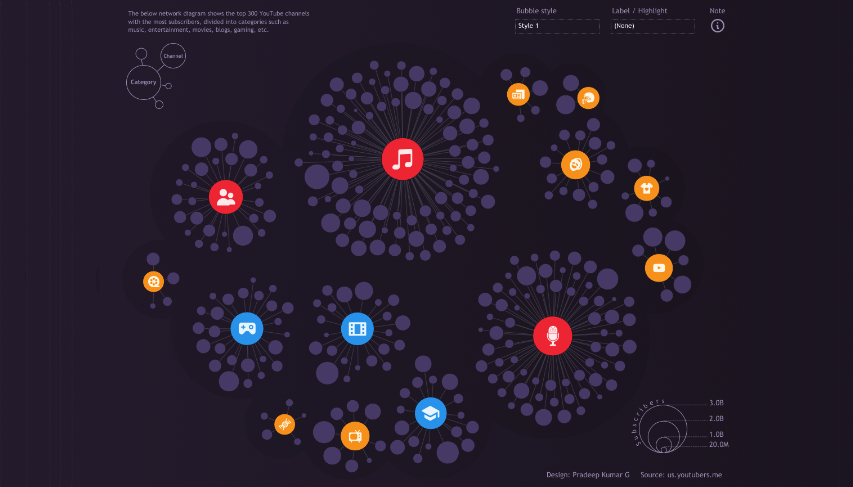 The below network diagram shows the top 300 YouTube channels
with the most subscribers, divided into categories such as
music, entertainment, movies, blogs, gaming, etc.
Bubble style
Label / Highlight
Note
Style 1
(None)
Channel
Category
Subscribers
3.0B
2.0B
1.0B
20.0M
Design: Pradeep Kumar G
Source: us.youtubers.me